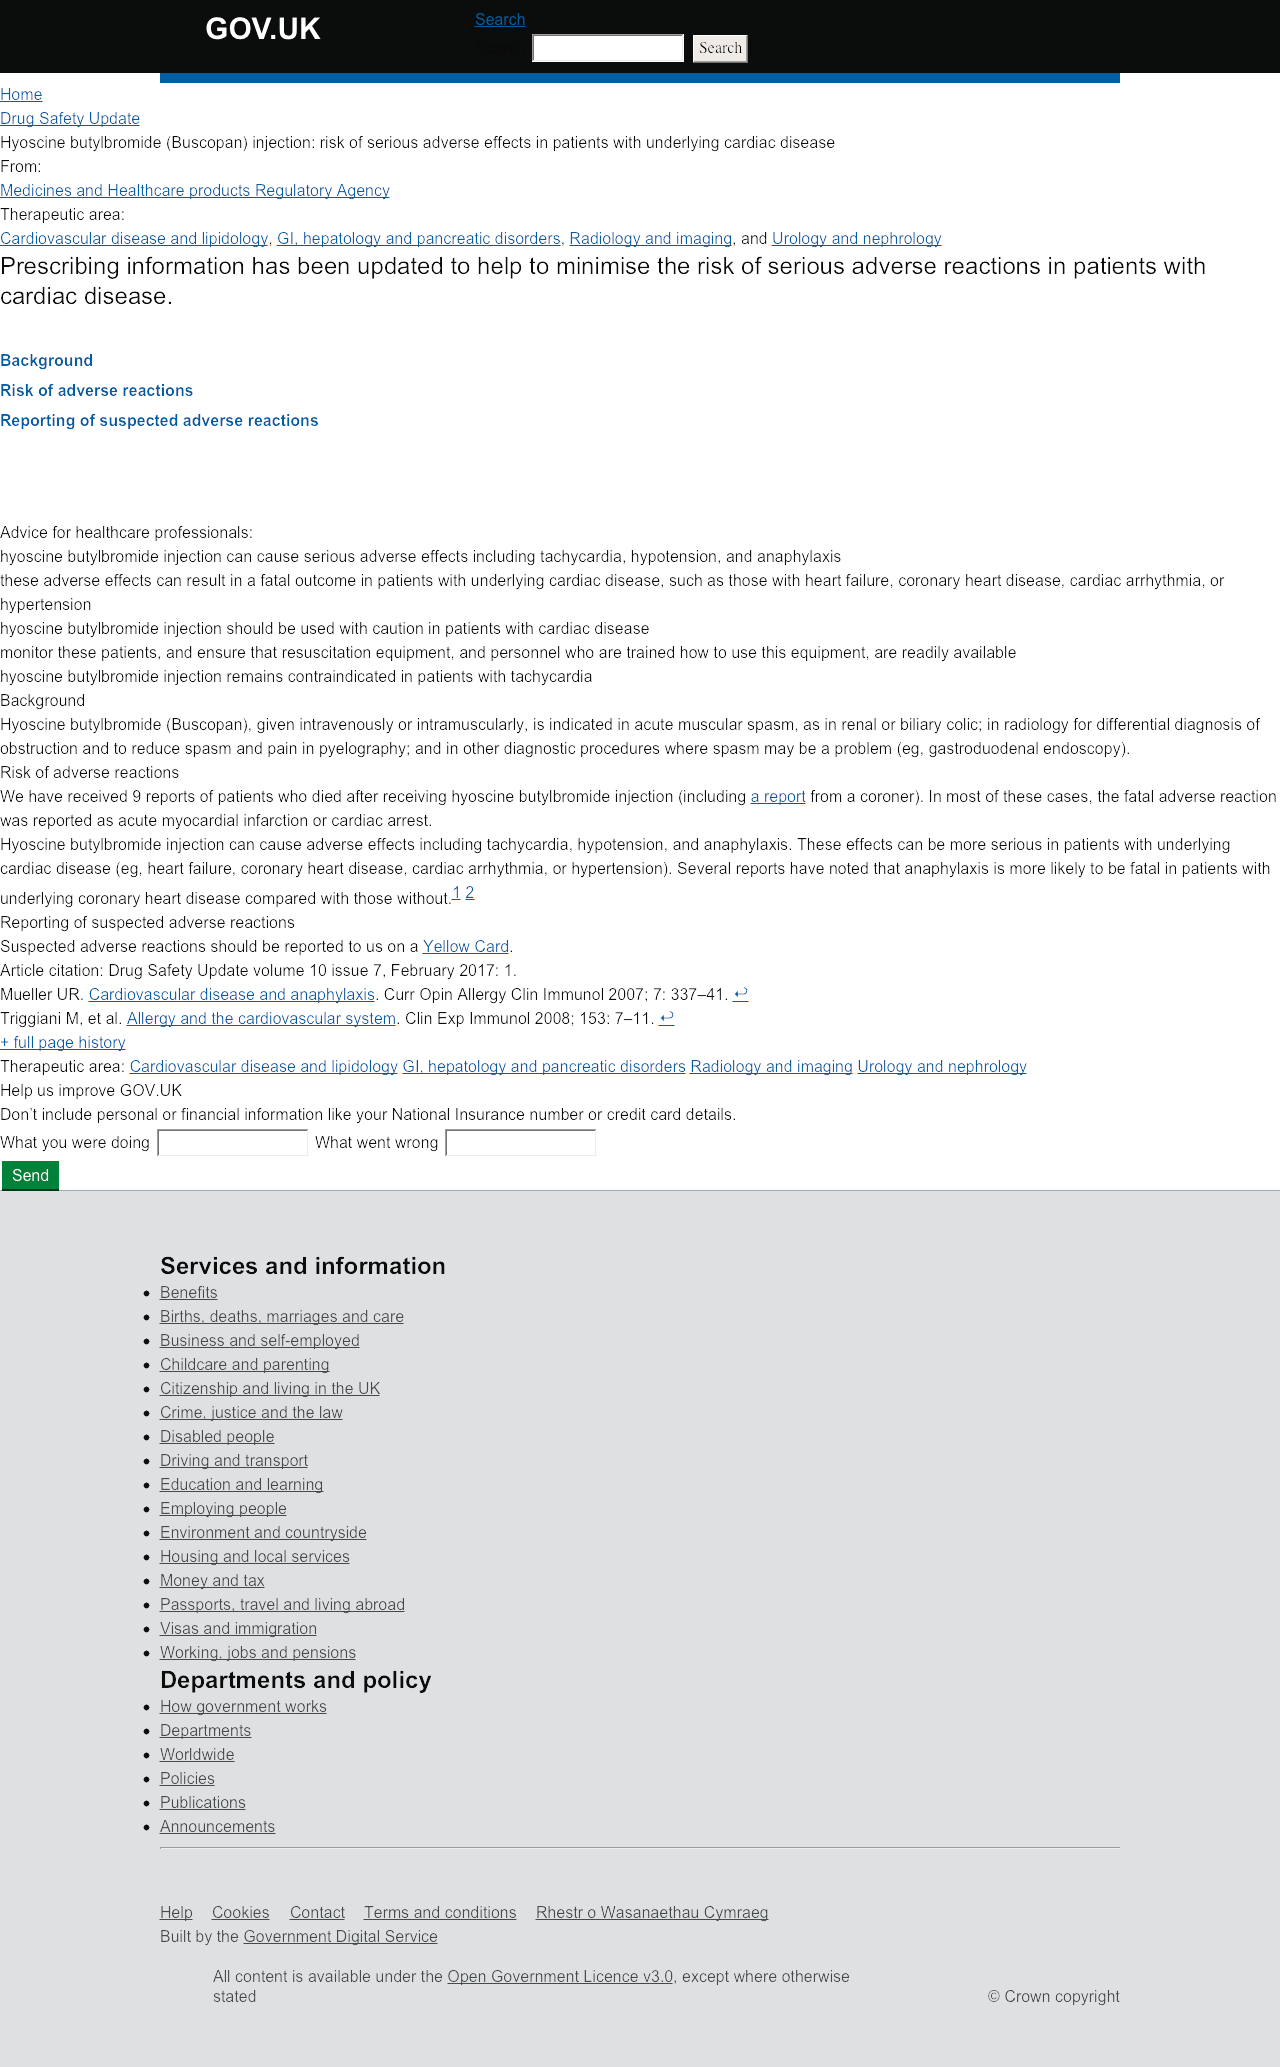 GOV.UK
Search
Search
Home
Drug Safety Update
Hyoscine butylbromide (Buscopan) injection: risk of serious adverse effects in patients with underlying cardiac disease
From:
Medicines and Healthcare products Regulatory Agency
Therapeutic area:
Cardiovascular disease and lipidology, GI, hepatology and pancreatic disorders, Radiology and imaging, and Urology and nephrology
Prescribing information has been updated to help to minimise the risk of serious adverse reactions in patients with
cardiac disease.
Background
Risk of adverse reactions
Reporting of suspected adverse reactions
Advice for healthcare professionals:
hyoscine butylbromide injection can cause serious adverse effects including tachycardia, hypotension, and anaphylaxis
these adverse effects can result in a fatal outcome in patients with underlying cardiac disease, such as those with heart failure, coronary heart disease, cardiac arrhythmia, or
hypertension
hyoscine butylbromide injection should be used with caution in patients with cardiac disease
monitor these patients, and ensure that resuscitation equipment, and personnel who are trained how to use this equipment, are readily available
hyoscine butylbromide injection remains contraindicated in patients with tachycardia
Background
Hyoscine butylbromide (Buscopan), given intravenously or intramuscularly, is indicated in acute muscular spasm, as in renal or biliary colic; in radiology for differential diagnosis of
obstruction and to reduce spasm and pain in pyelography; and in other diagnostic procedures where spasm may be a problem (eg, gastroduodenal endoscopy).
Risk of adverse reactions
We have received 9 reports of patients who died after receiving hyoscine butylbromide injection (including a report from a coroner). In most of these cases, the fatal adverse reaction
was reported as acute myocardial infarction or cardiac arrest.
Hyoscine butylbromide injection can cause adverse effects including tachycardia, hypotension, and anaphylaxis. These effects can be more serious in patients with underlying
cardiac disease (eg, heart failure, coronary heart disease, cardiac arrhythmia, or hypertension). Several reports have noted that anaphylaxis is more likely to be fatal in patients with
underlying coronary heart disease compared with those without.1 2
Reporting of suspected adverse reactions
Suspected adverse reactions should be reported to us on a Yellow Card.
Article citation: Drug Safety Update volume 10 issue 7, February 2017: 1.
Mueller UR. Cardiovascular disease and anaphylaxis. Curr Opin Allergy Clin Immunol 2007; 7: 337–41. ↩
Triggiani M, et al. Allergy and the cardiovascular system. Clin Exp Immunol 2008; 153: 7–11. ↩
+ full page history
Therapeutic area: Cardiovascular disease and lipidology GI, hepatology and pancreatic disorders Radiology and imaging Urology and nephrology
Help us improve GOV.UK
Don't include personal or financial information like your National Insurance number or credit card details.
What you were doing What went wrong
Send
Services and information
Benefits
Births, deaths, marriages and care
Business and self-employed
Childcare and parenting
Citizenship and living in the UK
Crime, justice and the law
Disabled people
Driving and transport
Education and learning
Employing people
Environment and countryside
Housing and local services
Money and tax
Passports, travel and living abroad
Visas and immigration
Working, jobs and pensions
Departments and policy
How government works
Departments
Worldwide
Policies
Publications
Announcements
Help Cookies Contact Terms and conditions Rhestr o Wasanaethau Cymraeg
Built by the Government Digital Service
All content is available under the Open Government Licence v3.0, except where otherwise
stated
© Crown copyright